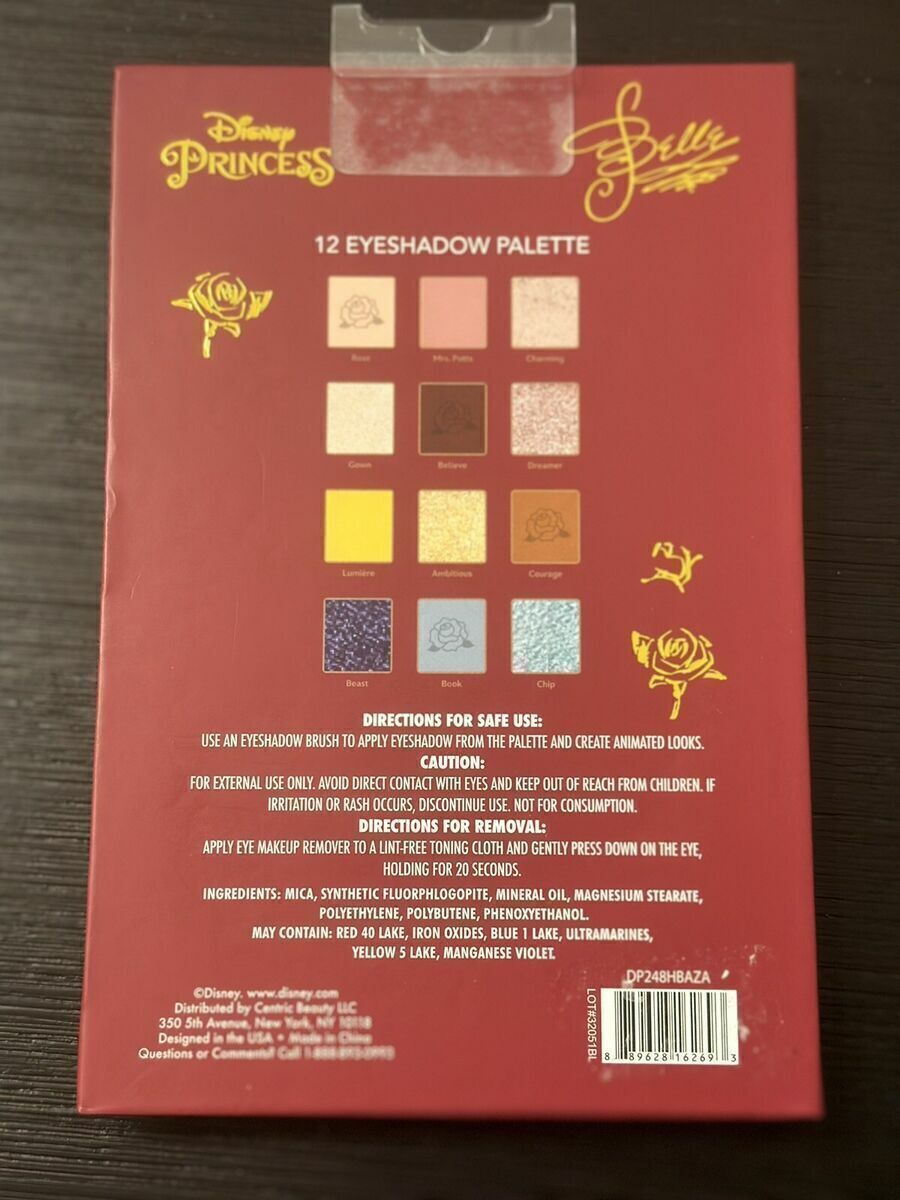 Disney
PRINCESS
Belle
12 EYESHADOW PALETTE
Rose Mrs. Potts Charming
Gown Believe Dreamer
Lumière Ambitious Courage
Beast Book Chip
DIRECTIONS FOR SAFE USE:
USE AN EYESHADOW BRUSH TO APPLY EYESHADOW FROM THE PALETTE AND CREATE ANIMATED LOOKS.
CAUTION:
FOR EXTERNAL USE ONLY. AVOID DIRECT CONTACT WITH EYES AND KEEP OUT OF REACH FROM CHILDREN. IF
IRRITATION OR RASH OCCURS, DISCONTINUE USE. NOT FOR CONSUMPTION.
DIRECTIONS FOR REMOVAL:
APPLY EYE MAKEUP REMOVER TO A LINT-FREE TONING CLOTH AND GENTLY PRESS DOWN ON THE EYE,
HOLDING FOR 20 SECONDS.
INGREDIENTS: MICA, SYNTHETIC FLUORPHLOGOPITE, MINERAL OIL, MAGNESIUM STEARATE,
POLYETHYLENE, POLYBUTENE, PHENOXYETHANOL.
MAY CONTAIN: RED 40 LAKE, IRON OXIDES, BLUE 1 LAKE, ULTRAMARINES,
YELLOW 5 LAKE, MANGANESE VIOLET.
©Disney. www.disney.com
Distributed by Centric Beauty LLC
350 5th Avenue, New York, NY 10118
Designed in the USA • Made in China
Questions or Comments? Call
DP248HBAZA
LOT#32051BL
8 89628 16269 3